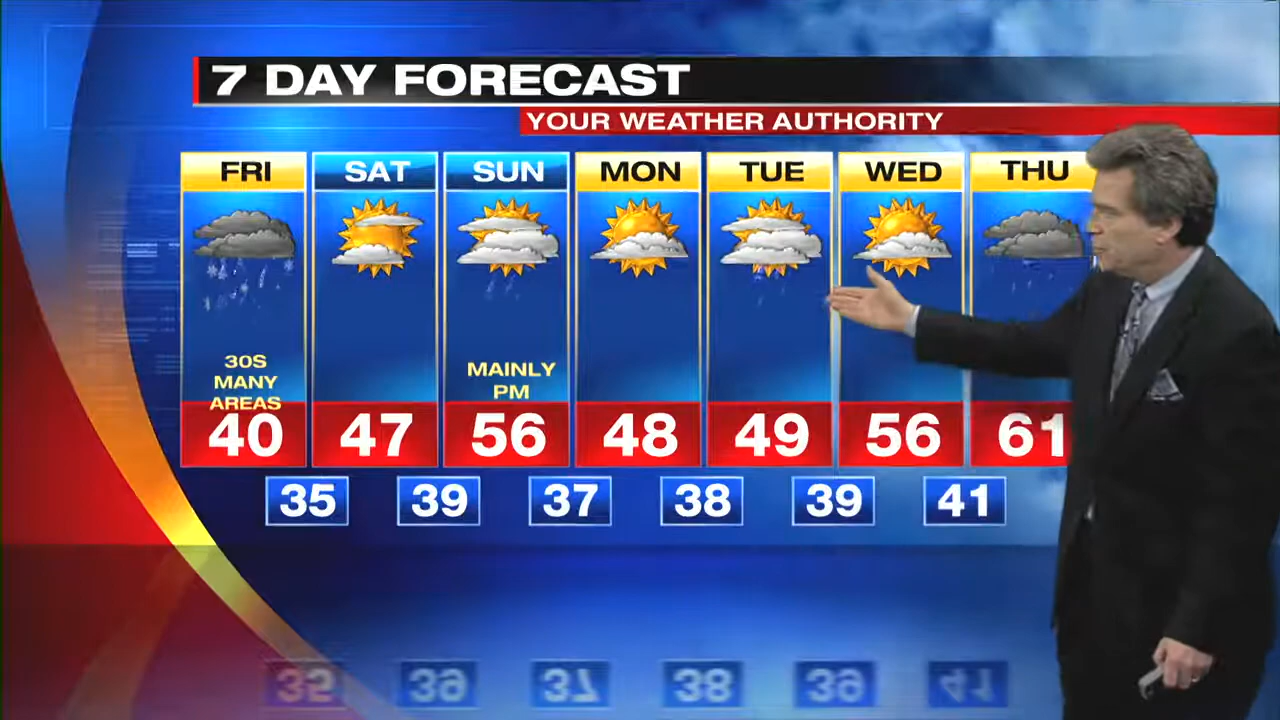 7 DAY FORECAST
YOUR WEATHER AUTHORITY
FRI SAT SUN MON TUE WED THU
30S
MANY
AREAS
MAINLY
PM
40 47 56 48 49 56 61
35 39 37 38 39 41